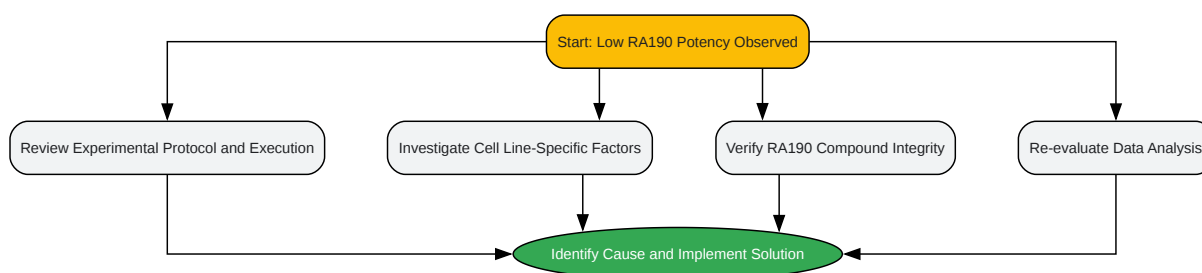 Start: Low RA190 Potency Observed
Review Experimental Protocol and Execution
Investigate Cell Line-Specific Factors
Verify RA190 Compound Integrity
Re-evaluate Data Analysis
Identify Cause and Implement Solution